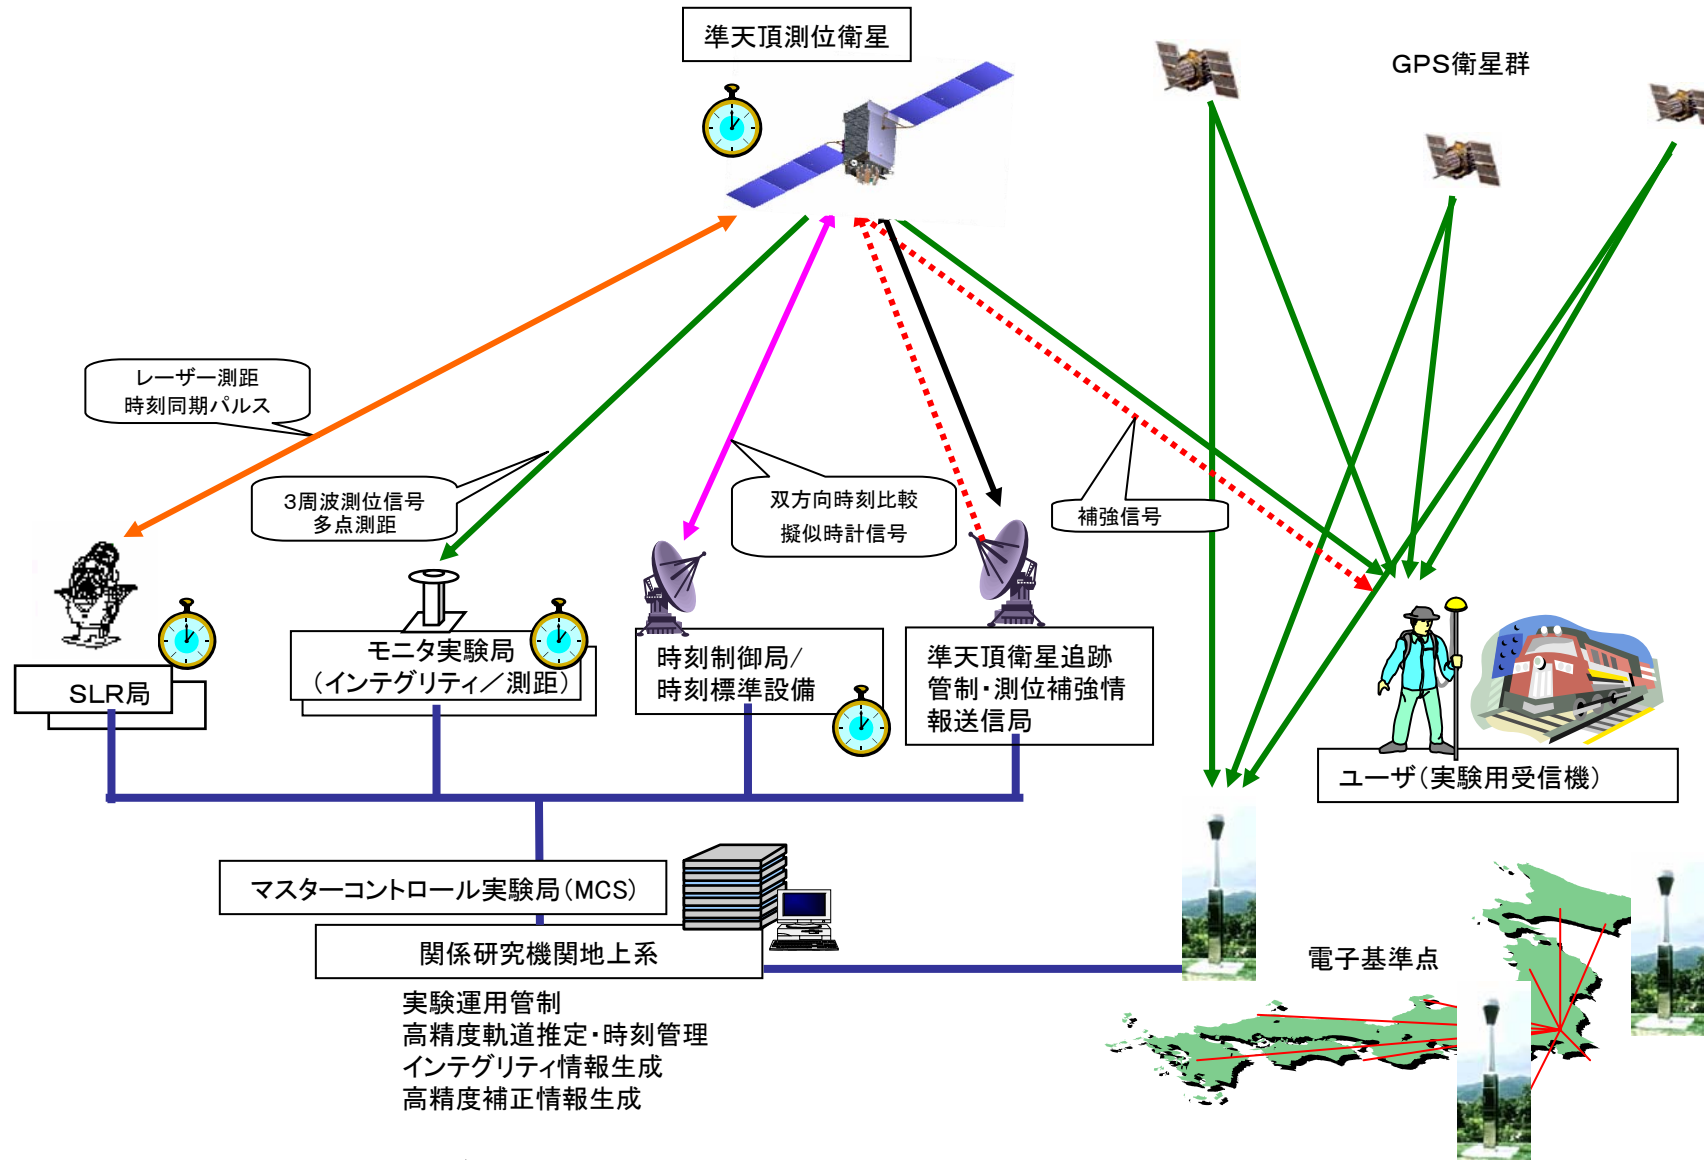 準天頂測位衛星
GPS衛星群
レーザー測距
時刻同期パルス
3周波測位信号
多点測距
双方向時刻比較
擬似時計信号
補強信号
SLR局
モニタ実験局
（インテグリティ／測距）
時刻制御局/
時刻標準設備
準天頂衛星追跡
管制・測位補強情
報送信局
ユーザ（実験用受信機）
マスターコントロール実験局（MCS）
関係研究機関地上系
電子基準点
実験運用管制
高精度軌道推定・時刻管理
インテグリティ情報生成
高精度補正情報生成